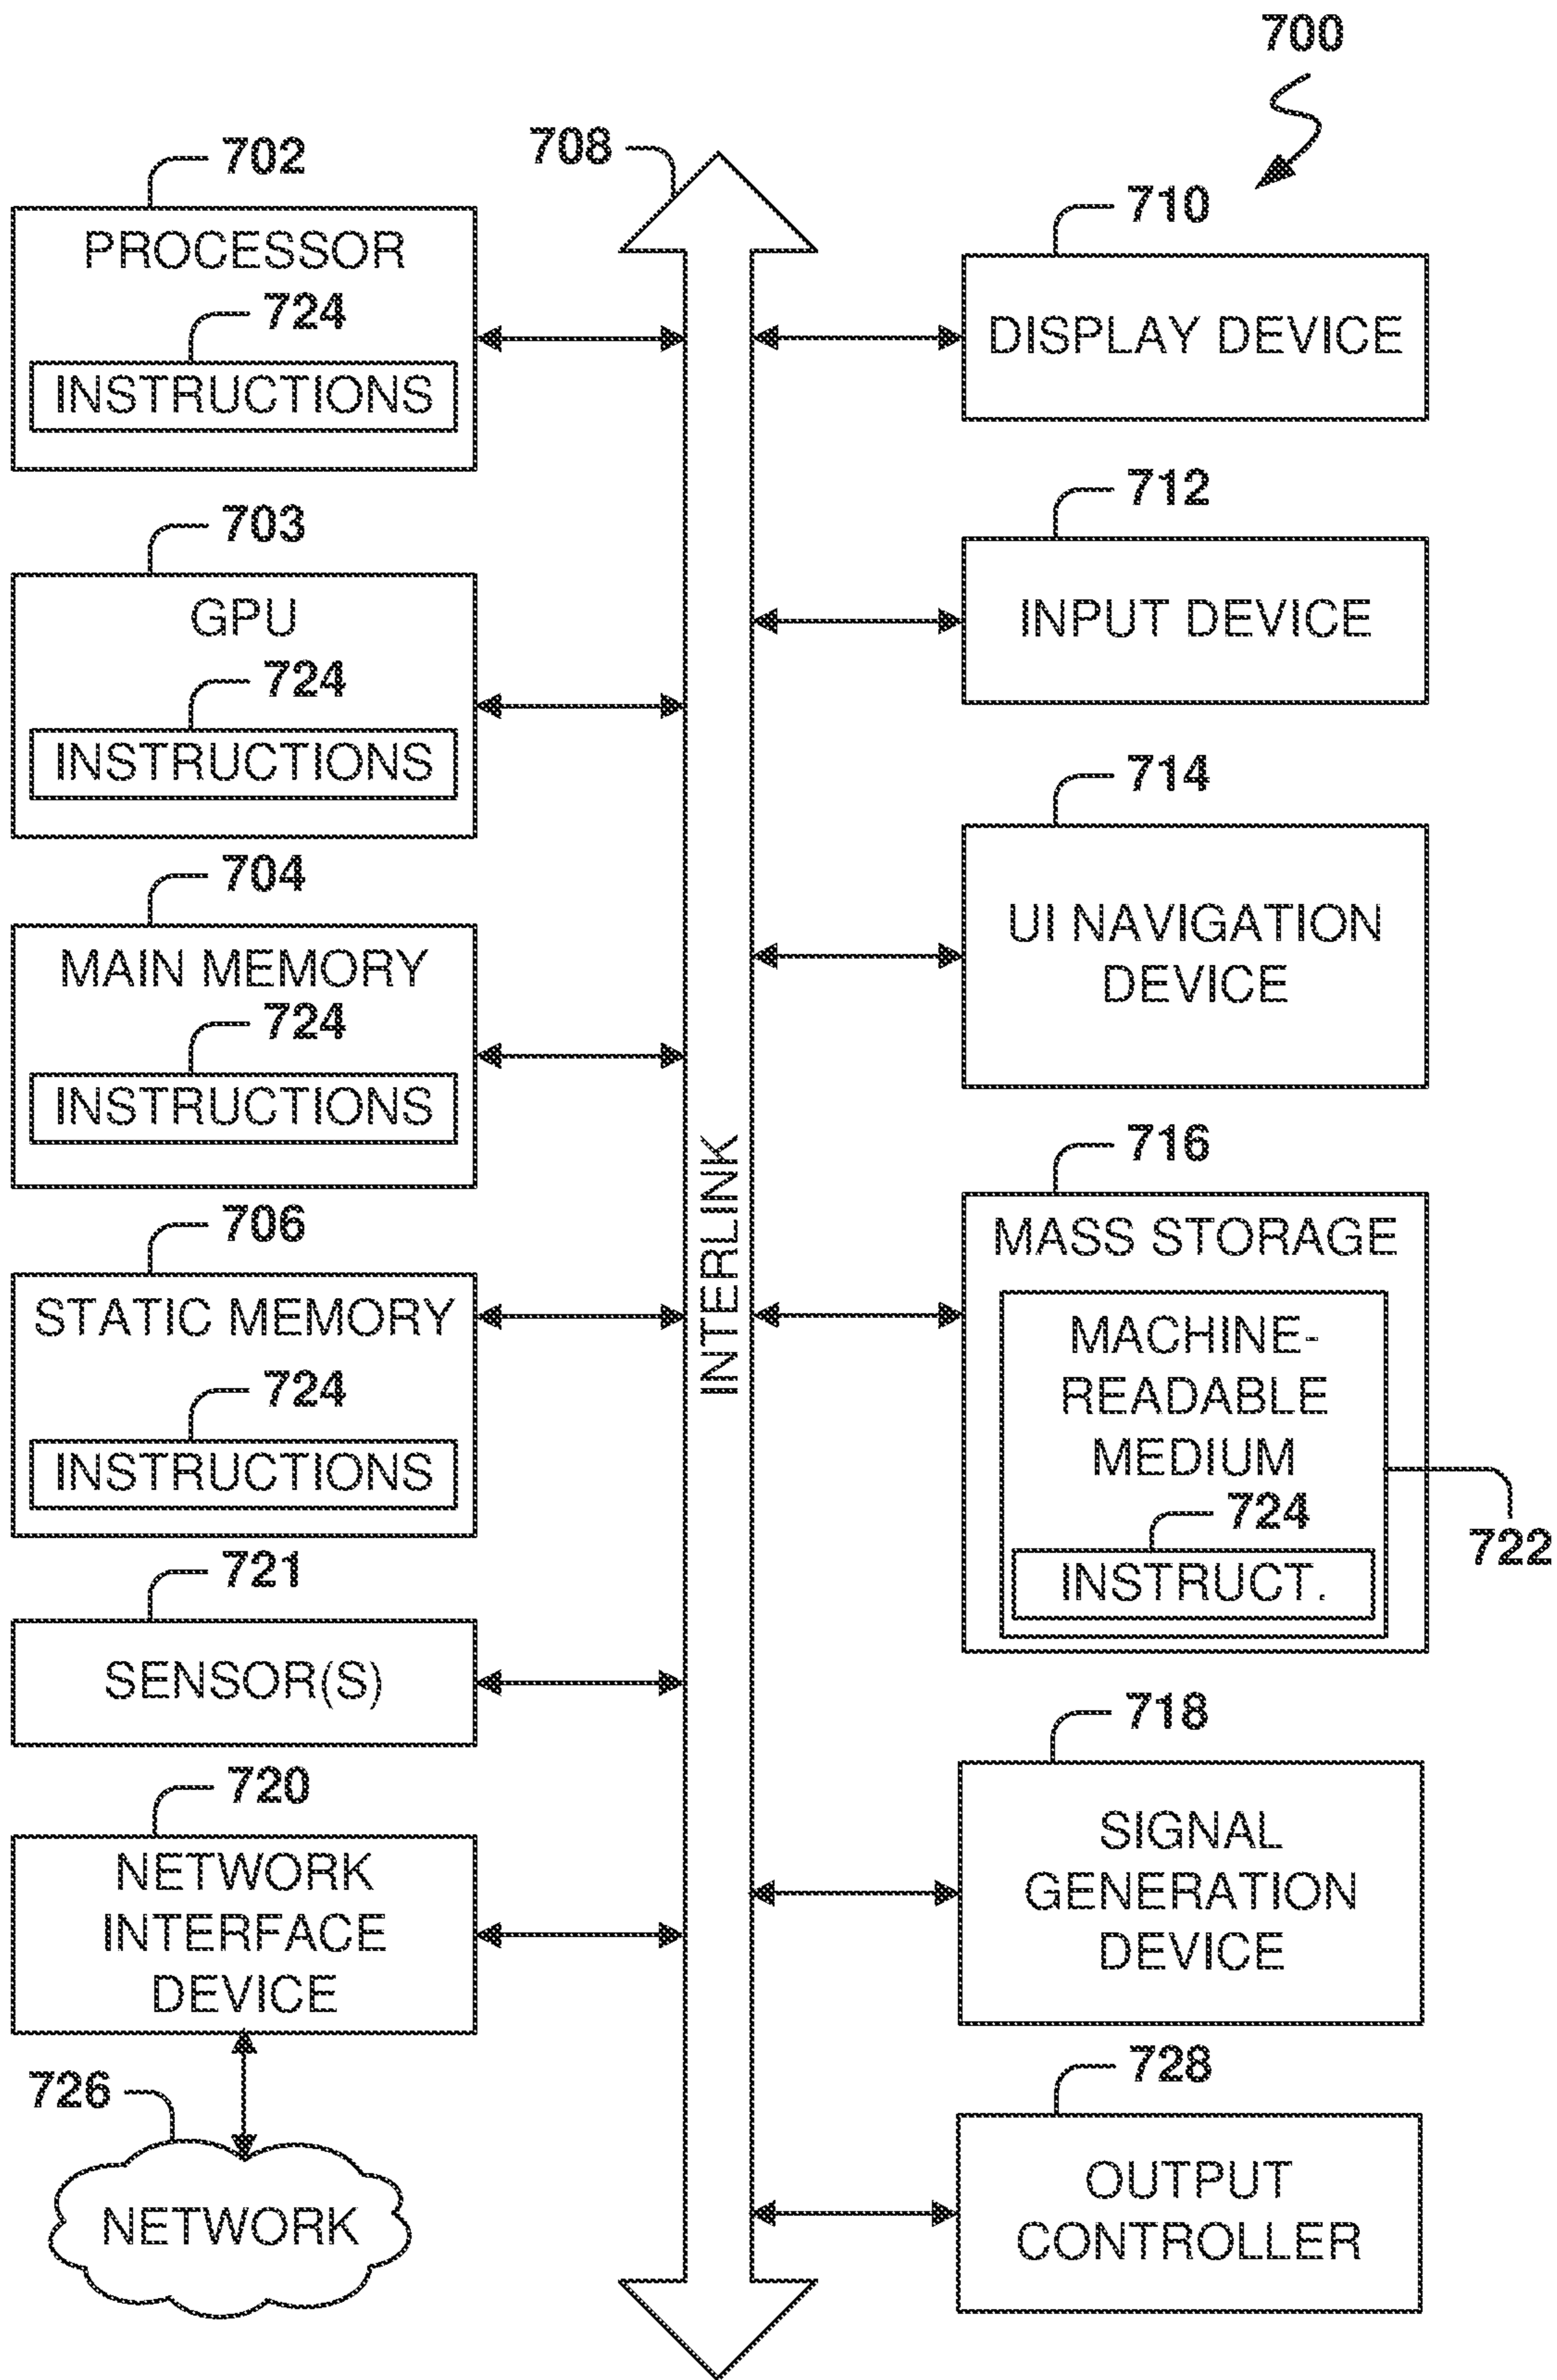 700
702
PROCESSOR
724
INSTRUCTIONS
703
GPU
724
INSTRUCTIONS
704
MAIN MEMORY
724
INSTRUCTIONS
706
STATIC MEMORY
724
INSTRUCTIONS
721
SENSOR(S)
720
NETWORK
INTERFACE
DEVICE
726
NETWORK
708
INTERLINK
710
DISPLAY DEVICE
712
INPUT DEVICE
714
UI NAVIGATION
DEVICE
716
MASS STORAGE
MACHINE-
READABLE
MEDIUM
724
INSTRUCT.
722
718
SIGNAL
GENERATION
DEVICE
728
OUTPUT
CONTROLLER